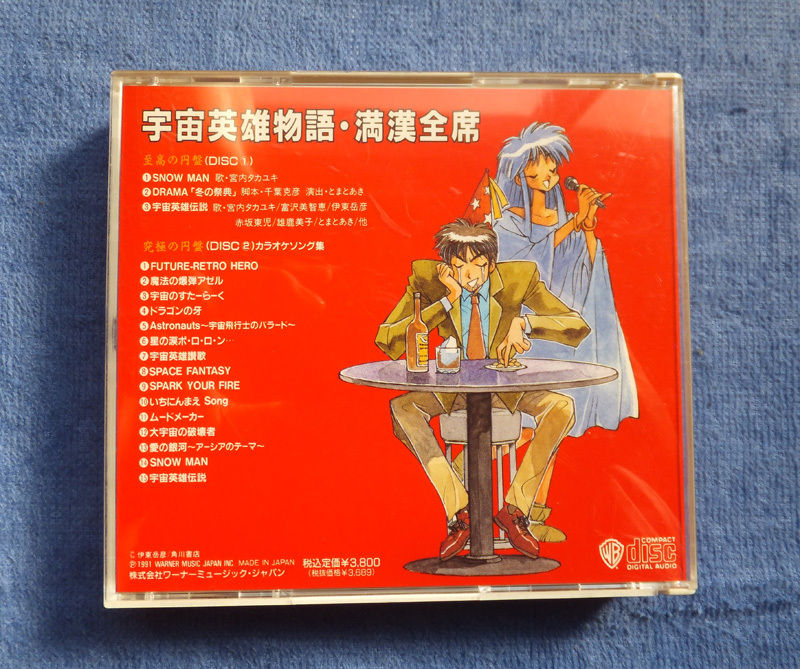 宇宙英雄物語・満漢全席
至高の円盤(DISC 1)
❶SNOW MAN 歌・宮内タカユキ
❷DRAMA「冬の祭典」 脚本・千葉克彦 演出・とまとあき
❸宇宙英雄伝説 歌・宮内タカユキ/富沢美智恵/伊東岳彦
赤坂東児/雄鹿美子/とまとあき/他
究極の円盤(DISC 2)カラオケソング集
❶FUTURE-RETRO HERO
❷魔法の爆弾アゼル
❸宇宙のすたーらーく
❹ドラゴンの牙
❺Astronauts〜宇宙飛行士のバラード〜
❻星の涙ポ・ロ・ロ・ン…
❼宇宙英雄讃歌
❽SPACE FANTASY
❾SPARK YOUR FIRE
❿いちにんまえ Song
⓫ムードメーカー
⓬大宇宙の破壊者
⓭愛の銀河〜アーシアのテーマ〜
⓮SNOW MAN
⓯宇宙英雄伝説
C 伊東岳彦/角川書店
℗1991 WARNER MUSIC JAPAN INC. MADE IN JAPAN
株式会社ワーナーミュージック・ジャパン
税込定価¥3,800
(税抜価格¥3,689)
WB
COMPACT
disc
DIGITAL AUDIO